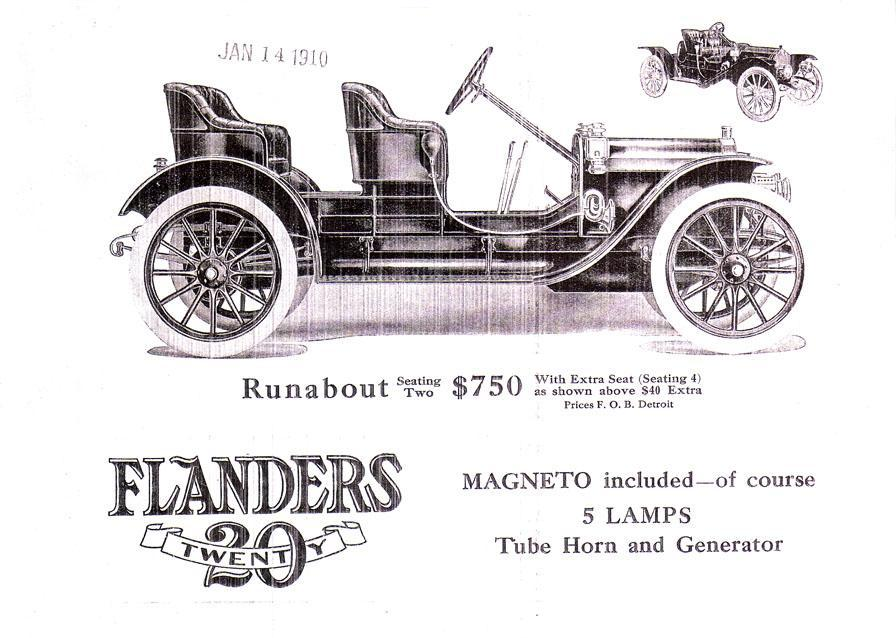 JAN 14 1910
Runabout Seating Two $750 With Extra Seat (Seating 4)
as shown above $40 Extra
Prices F. O. B. Detroit
FLANDERS
20
TWENTY
MAGNETO included—of course
5 LAMPS
Tube Horn and Generator